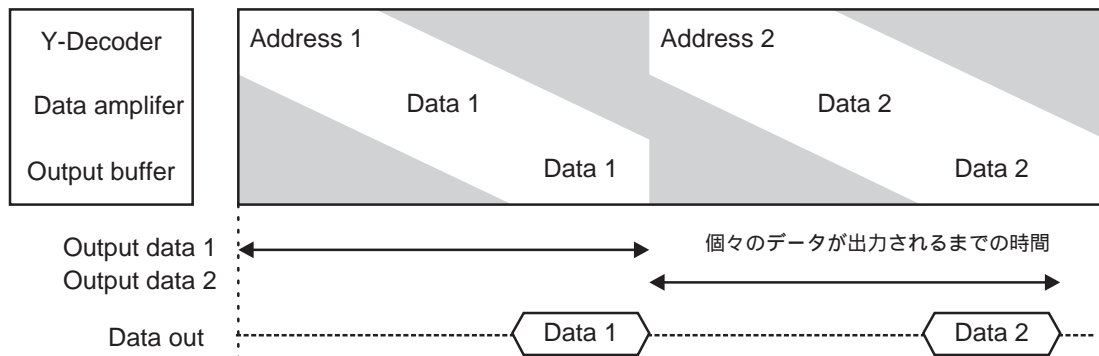 Y-Decoder
Data amplifer
Output buffer
Address 1
Data 1
Data 1
Address 2
Data 2
Data 2
Output data 1
Output data 2
個々のデータが出力されるまでの時間
Data out
Data 1
Data 2